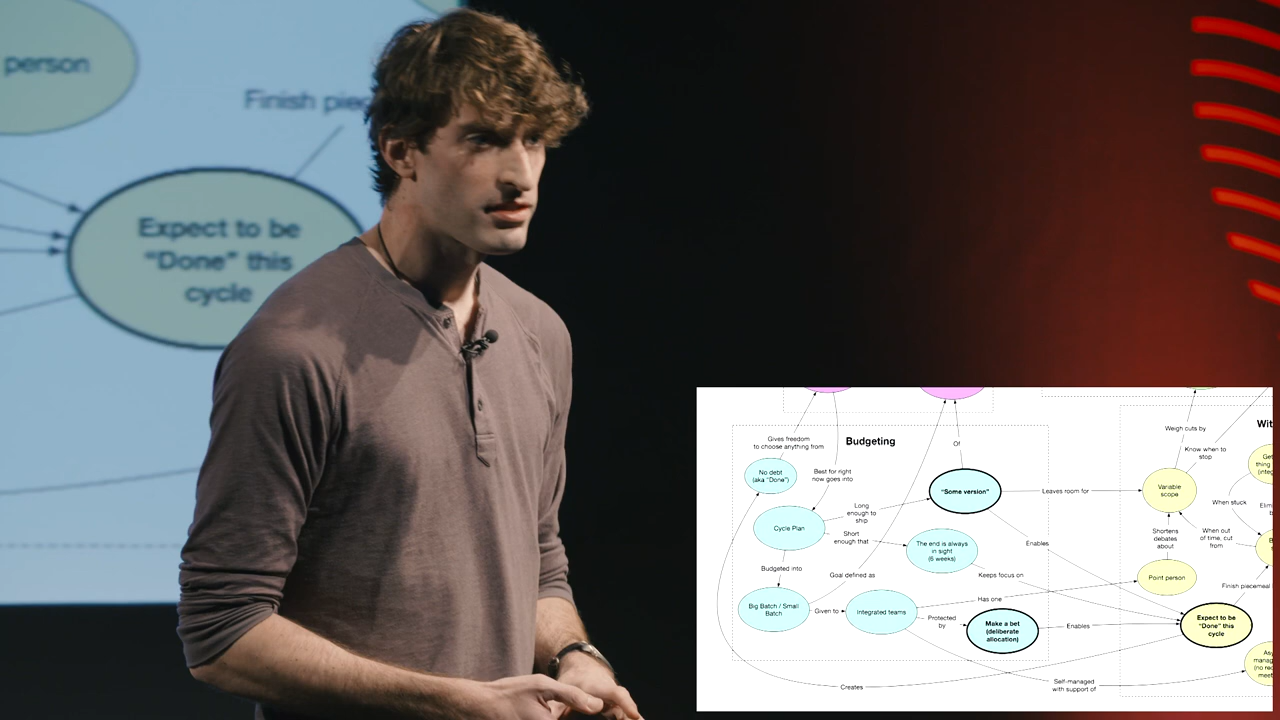 person
Finish pie
Expect to be
“Done” this
cycle
Gives freedom
to choose anything from
Budgeting
Of
Weigh cuts by
Know when to
stop
No debt
(aka “Done”)
Best for right
now goes into
“Some version”
Leaves room for
Variable
scope
When stuck
Long
enough to
ship
Cycle Plan
Short
enough that
The end is always
in sight
(6 weeks)
Enables
Shortens
debates
about
When out
of time, cut
from
Budgeted into
Goal defined as
Keeps focus on
Point person
Finish piecemeal
Has one
Big Batch / Small
Batch
Given to
Integrated teams
Protected
by
Make a bet
(deliberate
allocation)
Enables
Expect to be
“Done” this
cycle
Creates
Self-managed
with support of